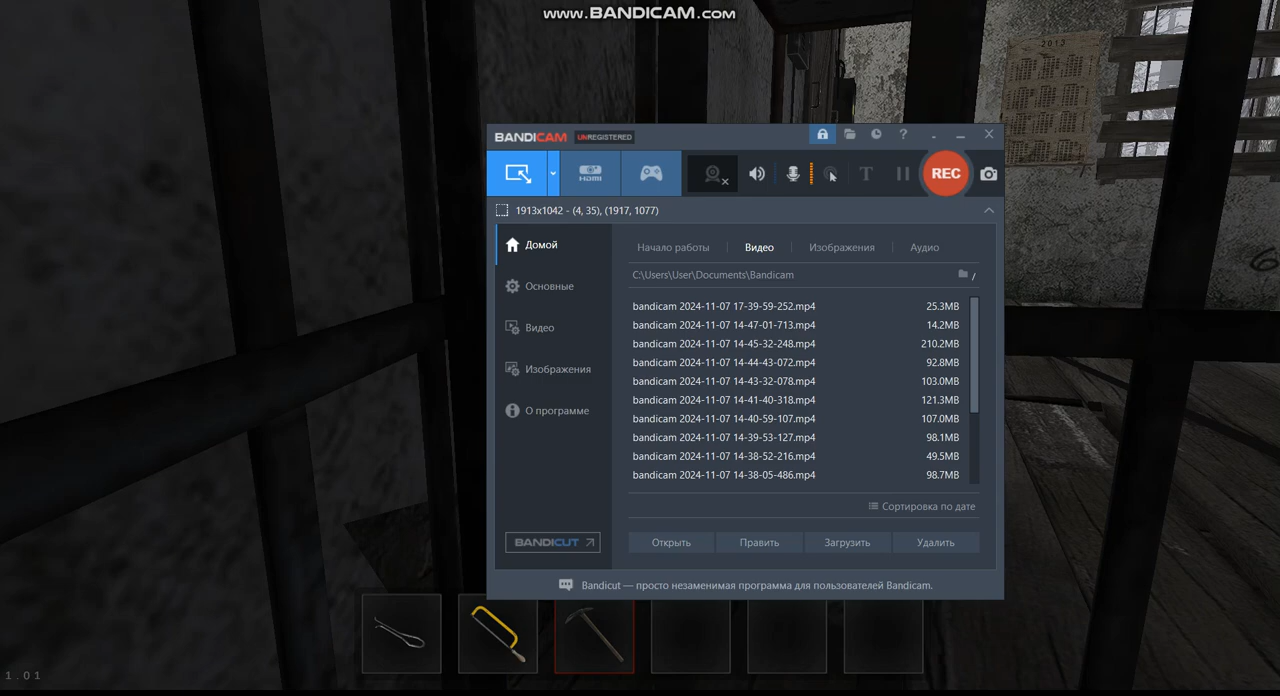 www.BANDICAM.com
2013
BANDICAM UNREGISTERED
HDMI
REC
1913x1042 - (4, 35), (1917, 1077)
Домой
Основные
Видео
Изображения
О программе
BANDICUT
Начало работы
Видео
Изображения
Аудио
C:\Users\User\Documents\Bandicam
bandicam 2024-11-07 17-39-59-252.mp4 25.3MB
bandicam 2024-11-07 14-47-01-713.mp4 14.2MB
bandicam 2024-11-07 14-45-32-248.mp4 210.2MB
bandicam 2024-11-07 14-44-43-072.mp4 92.8MB
bandicam 2024-11-07 14-43-32-078.mp4 103.0MB
bandicam 2024-11-07 14-41-40-318.mp4 121.3MB
bandicam 2024-11-07 14-40-59-107.mp4 107.0MB
bandicam 2024-11-07 14-39-53-127.mp4 98.1MB
bandicam 2024-11-07 14-38-52-216.mp4 49.5MB
bandicam 2024-11-07 14-38-05-486.mp4 98.7MB
Сортировка по дате
Открыть Править Загрузить Удалить
Bandicut — просто незаменимая программа для пользователей Bandicam.
1.01